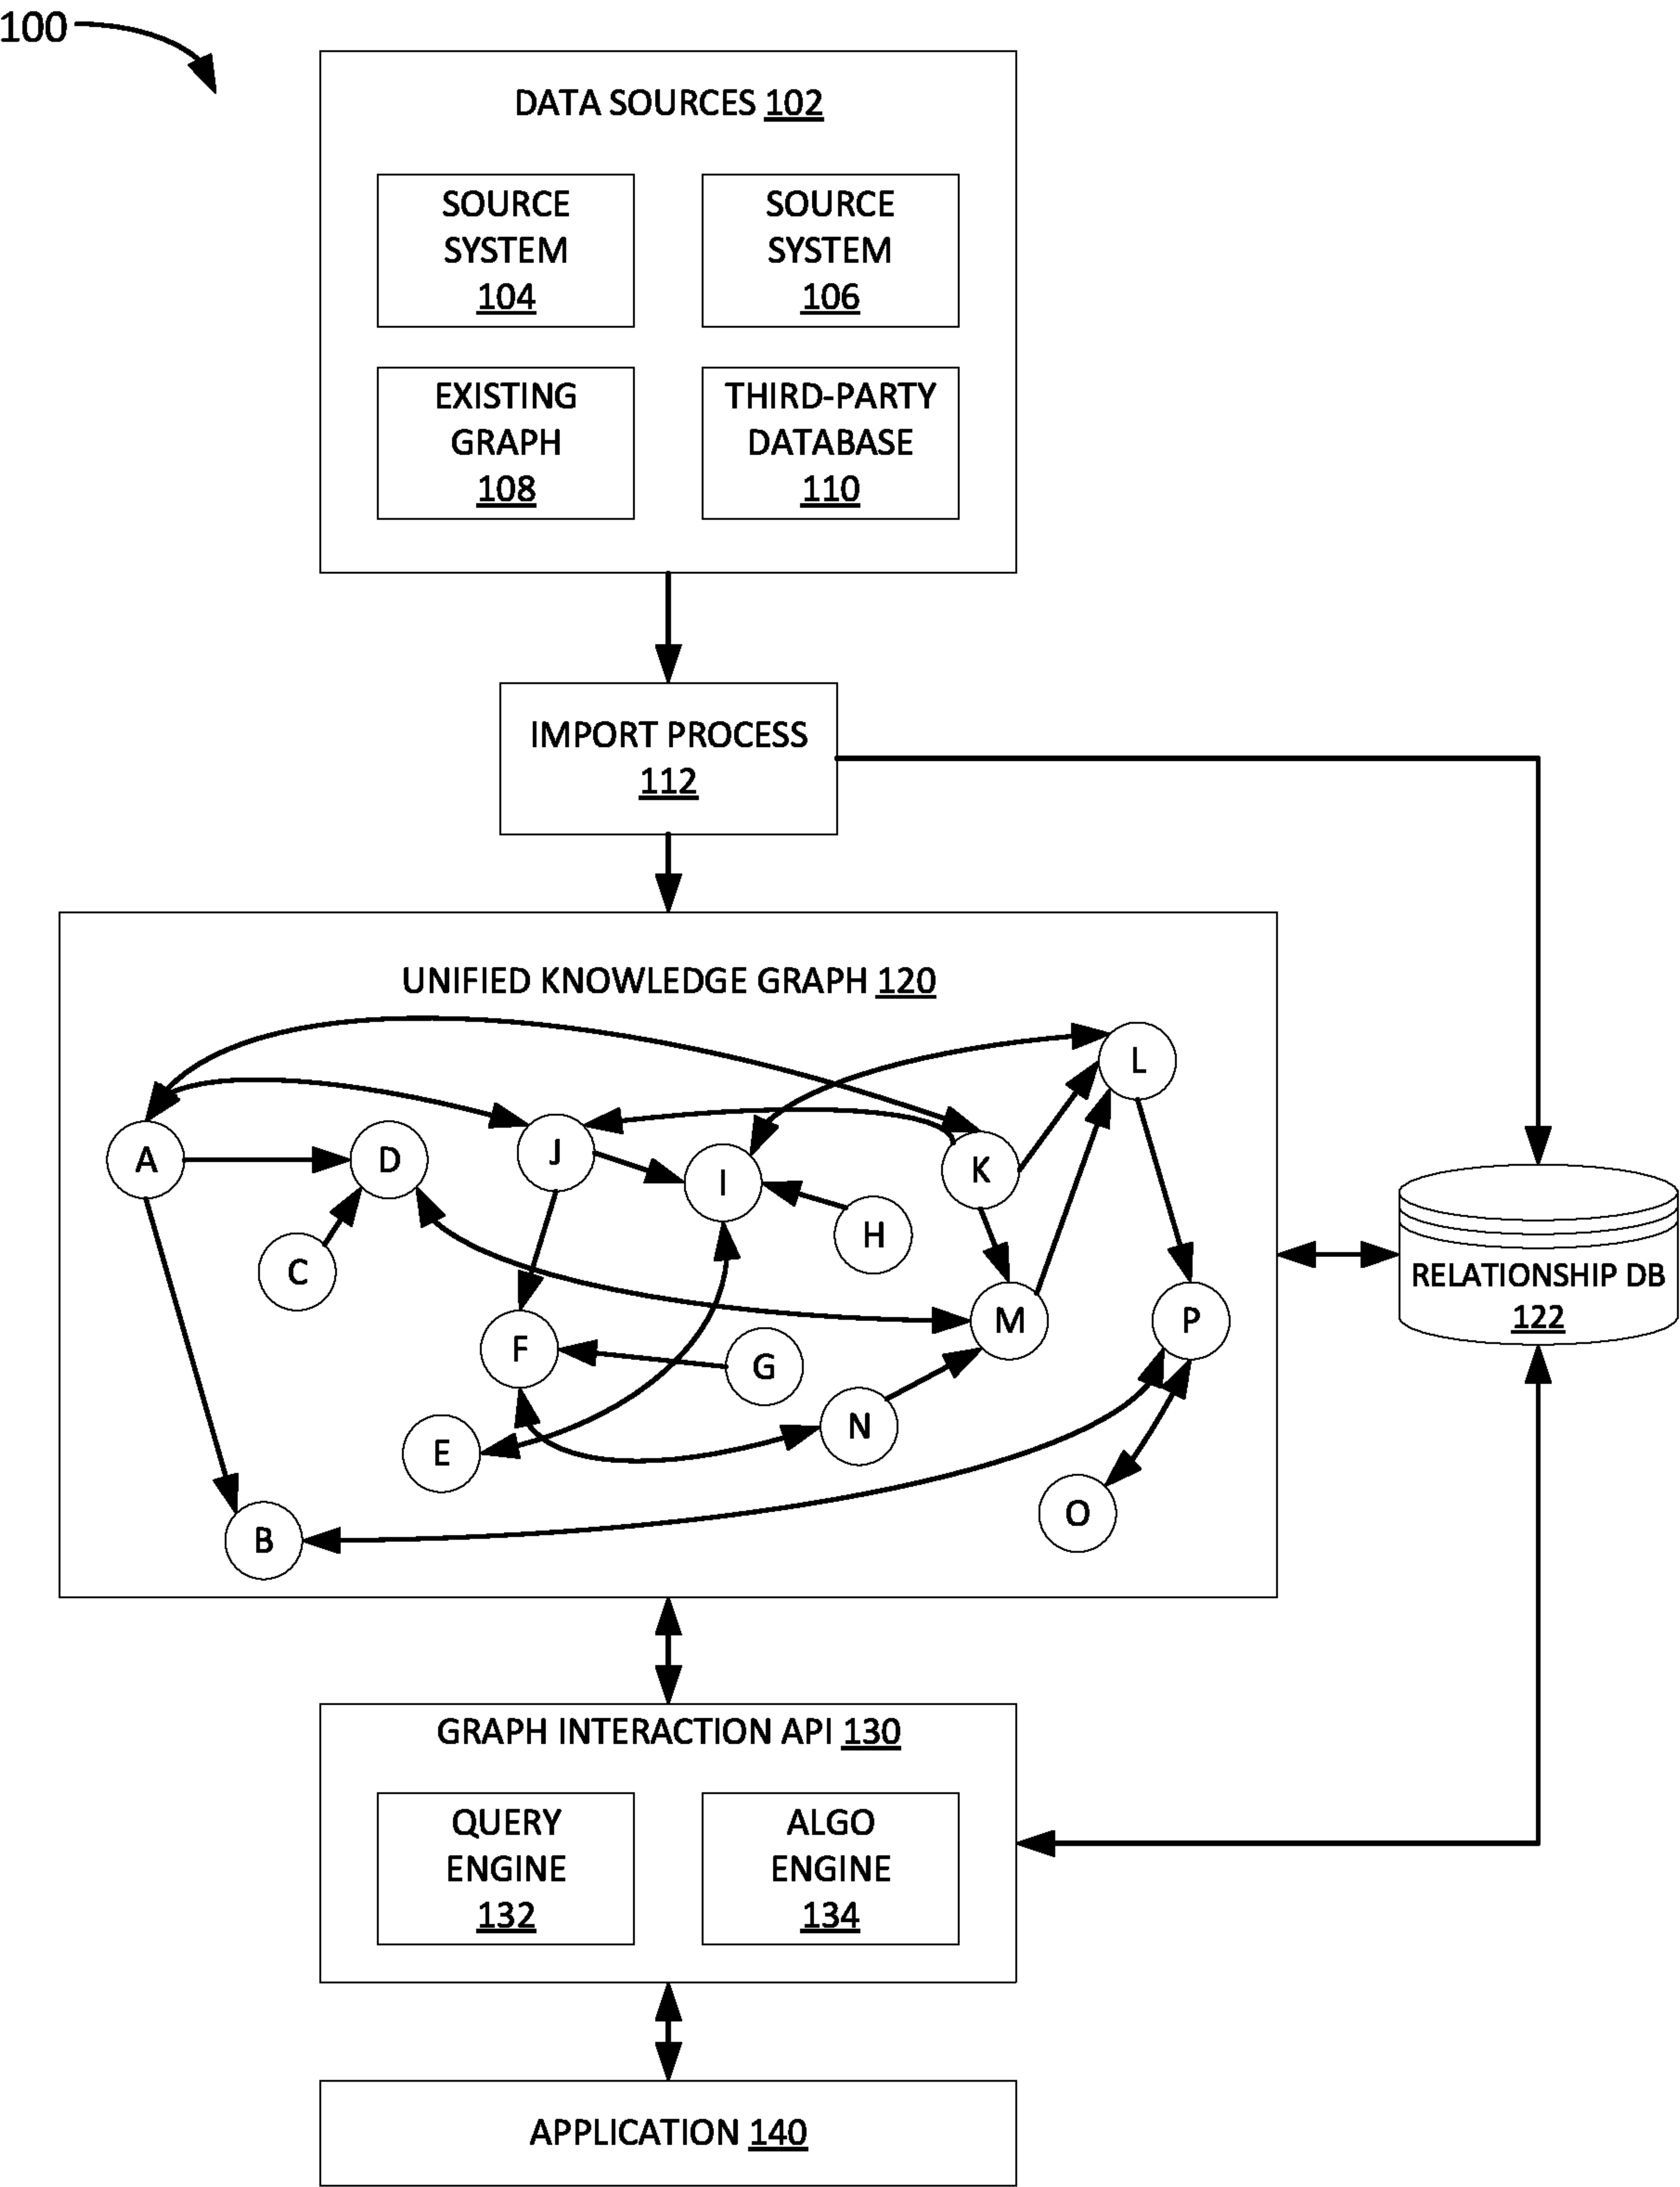 100
DATA SOURCES 102
SOURCE
SYSTEM
104
SOURCE
SYSTEM
106
EXISTING
GRAPH
108
THIRD-PARTY
DATABASE
110
IMPORT PROCESS
112
UNIFIED KNOWLEDGE GRAPH 120
L
A
D
J
I
K
H
C
M
P
F
G
E
N
O
B
RELATIONSHIP DB
122
GRAPH INTERACTION API 130
QUERY
ENGINE
132
ALGO
ENGINE
134
APPLICATION 140